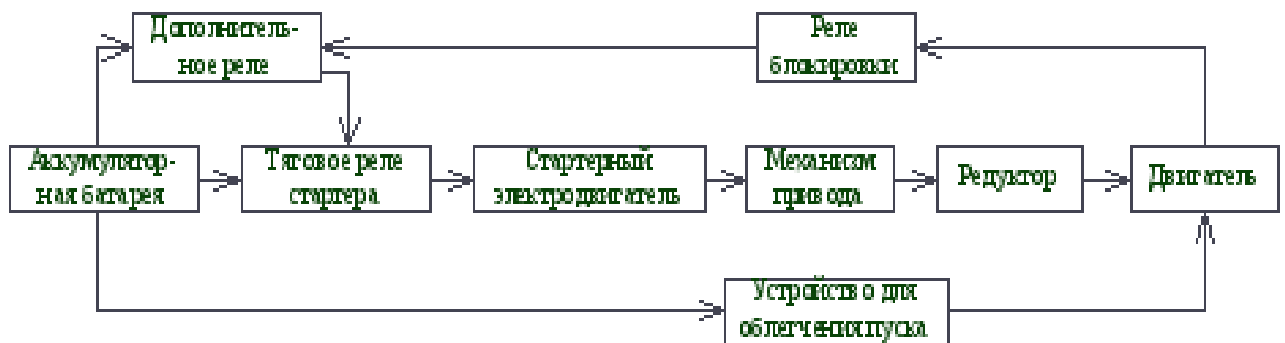 Дополнитель-
ное реле
Реле
блокировки
Аккумулятор-
ная батарея
Тяговое реле
стартера
Стартерный
электродвигатель
Механизм
привода
Редуктор
Двигатель
Устройство для
облегчения пуска